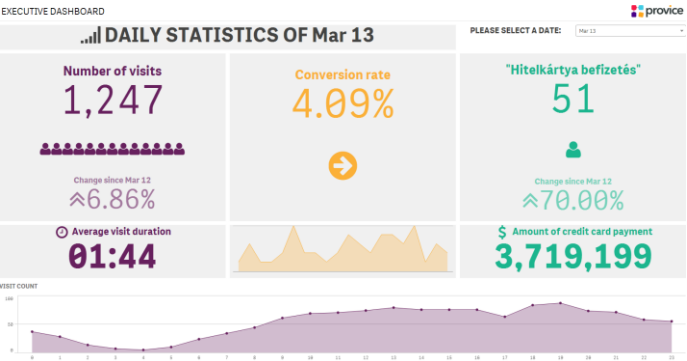 EXECUTIVE DASHBOARD
provice
DAILY STATISTICS OF Mar 13
PLEASE SELECT A DATE:
Mar 13
Number of visits
1,247
Change since Mar 12
6.86%
Conversion rate
4.09%
"Hitelkártya befizetés"
51
Change since Mar 12
70.00%
Average visit duration
01:44
$ Amount of credit card payment
3,719,199
VISIT COUNT
100
50
0
0 1 2 3 4 5 6 7 8 9 10 11 12 13 14 15 16 17 18 19 20 21 22 23